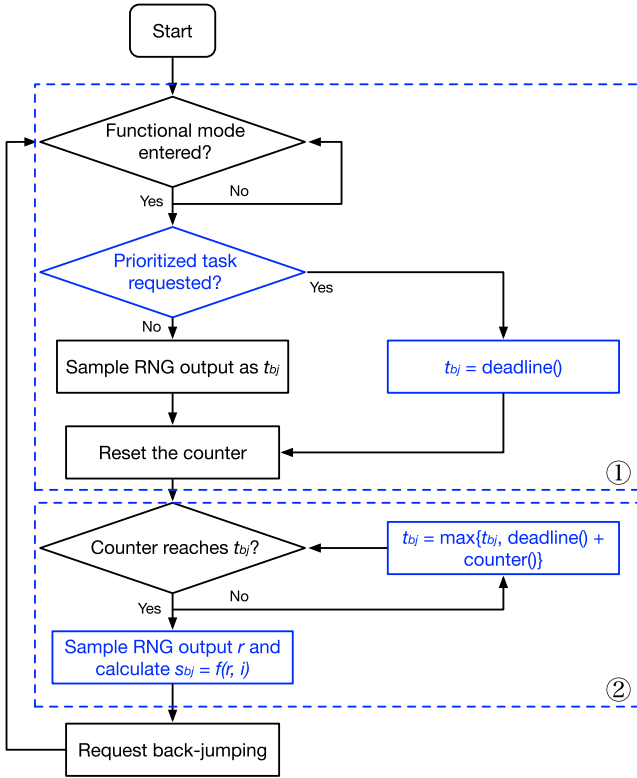 Start
Functional mode
entered?
No
Yes
Prioritized task
requested?
Yes
No
Sample RNG output as tbj
tbj = deadline()
Reset the counter
①
Counter reaches tbj?
tbj = max{tbj, deadline() +
counter()}
No
Yes
Sample RNG output r and
calculate sbj = f(r, i)
②
Request back-jumping